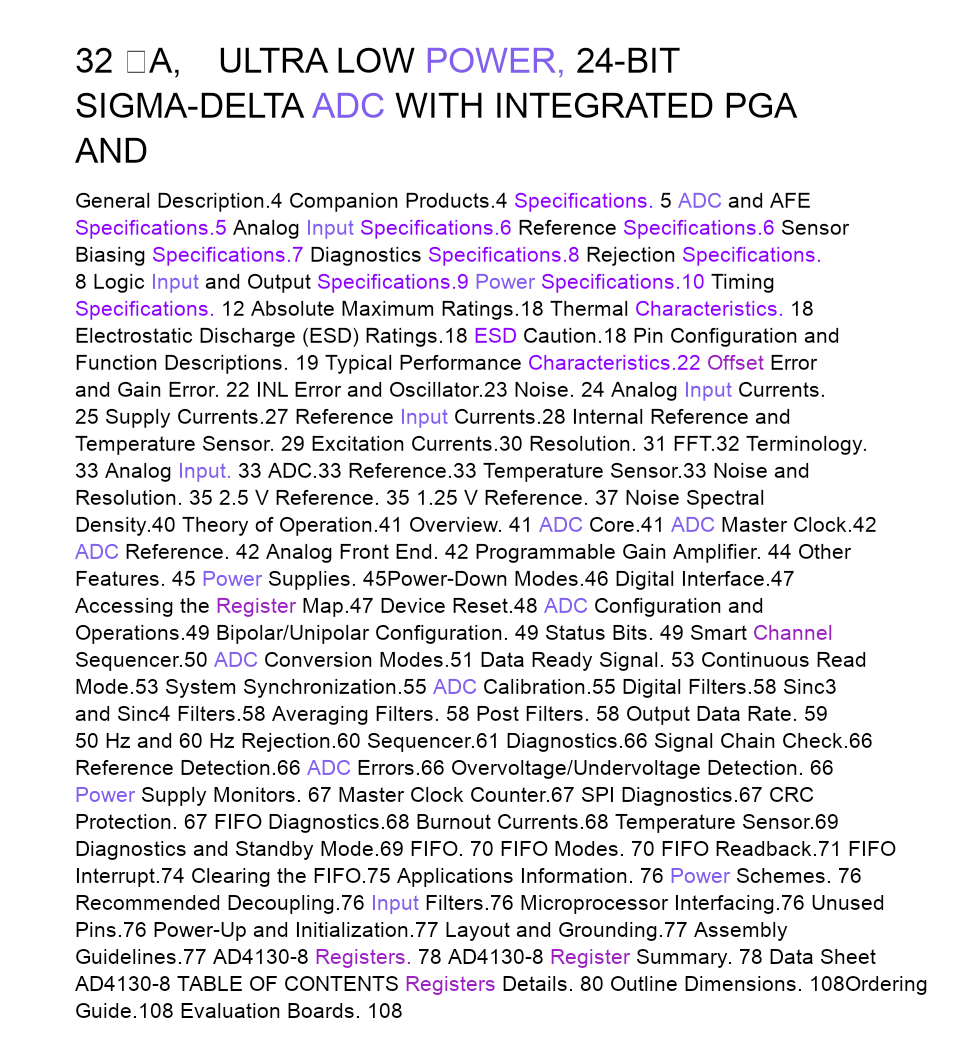 32 □A, ULTRA LOW POWER, 24-BIT
SIGMA-DELTA ADC WITH INTEGRATED PGA
AND
General Description.4 Companion Products.4 Specifications. 5 ADC and AFE
Specifications.5 Analog Input Specifications.6 Reference Specifications.6 Sensor
Biasing Specifications.7 Diagnostics Specifications.8 Rejection Specifications.
8 Logic Input and Output Specifications.9 Power Specifications.10 Timing
Specifications. 12 Absolute Maximum Ratings.18 Thermal Characteristics. 18
Electrostatic Discharge (ESD) Ratings.18 ESD Caution.18 Pin Configuration and
Function Descriptions. 19 Typical Performance Characteristics.22 Offset Error
and Gain Error. 22 INL Error and Oscillator.23 Noise. 24 Analog Input Currents.
25 Supply Currents.27 Reference Input Currents.28 Internal Reference and
Temperature Sensor. 29 Excitation Currents.30 Resolution. 31 FFT.32 Terminology.
33 Analog Input. 33 ADC.33 Reference.33 Temperature Sensor.33 Noise and
Resolution. 35 2.5 V Reference. 35 1.25 V Reference. 37 Noise Spectral
Density.40 Theory of Operation.41 Overview. 41 ADC Core.41 ADC Master Clock.42
ADC Reference. 42 Analog Front End. 42 Programmable Gain Amplifier. 44 Other
Features. 45 Power Supplies. 45Power-Down Modes.46 Digital Interface.47
Accessing the Register Map.47 Device Reset.48 ADC Configuration and
Operations.49 Bipolar/Unipolar Configuration. 49 Status Bits. 49 Smart Channel
Sequencer.50 ADC Conversion Modes.51 Data Ready Signal. 53 Continuous Read
Mode.53 System Synchronization.55 ADC Calibration.55 Digital Filters.58 Sinc3
and Sinc4 Filters.58 Averaging Filters. 58 Post Filters. 58 Output Data Rate. 59
50 Hz and 60 Hz Rejection.60 Sequencer.61 Diagnostics.66 Signal Chain Check.66
Reference Detection.66 ADC Errors.66 Overvoltage/Undervoltage Detection. 66
Power Supply Monitors. 67 Master Clock Counter.67 SPI Diagnostics.67 CRC
Protection. 67 FIFO Diagnostics.68 Burnout Currents.68 Temperature Sensor.69
Diagnostics and Standby Mode.69 FIFO. 70 FIFO Modes. 70 FIFO Readback.71 FIFO
Interrupt.74 Clearing the FIFO.75 Applications Information. 76 Power Schemes. 76
Recommended Decoupling.76 Input Filters.76 Microprocessor Interfacing.76 Unused
Pins.76 Power-Up and Initialization.77 Layout and Grounding.77 Assembly
Guidelines.77 AD4130-8 Registers. 78 AD4130-8 Register Summary. 78 Data Sheet
AD4130-8 TABLE OF CONTENTS Registers Details. 80 Outline Dimensions. 108Ordering
Guide.108 Evaluation Boards. 108